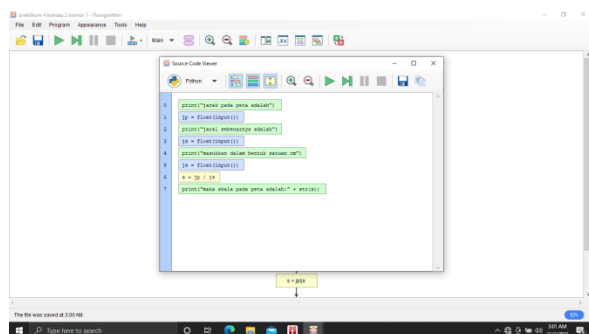 praktikum 4 konsep 2 nomor 1 - Flowgorithm
File Edit Program Appearance Tools Help
Main
Source Code Viewer
Python
0 print("jarak pada peta adalah")
1 jp = float(input())
2 print("jaral sebenarnya adalah")
3 js = float(input())
4 print("masukkan dalam bentuk satuan cm")
5 js = float(input())
6 s = jp / js
7 print("maka skala pada peta adalah:" + str(s))
s = jp/js
The file was saved at 3:00 AM.
EN
Type here to search
3:01 AM